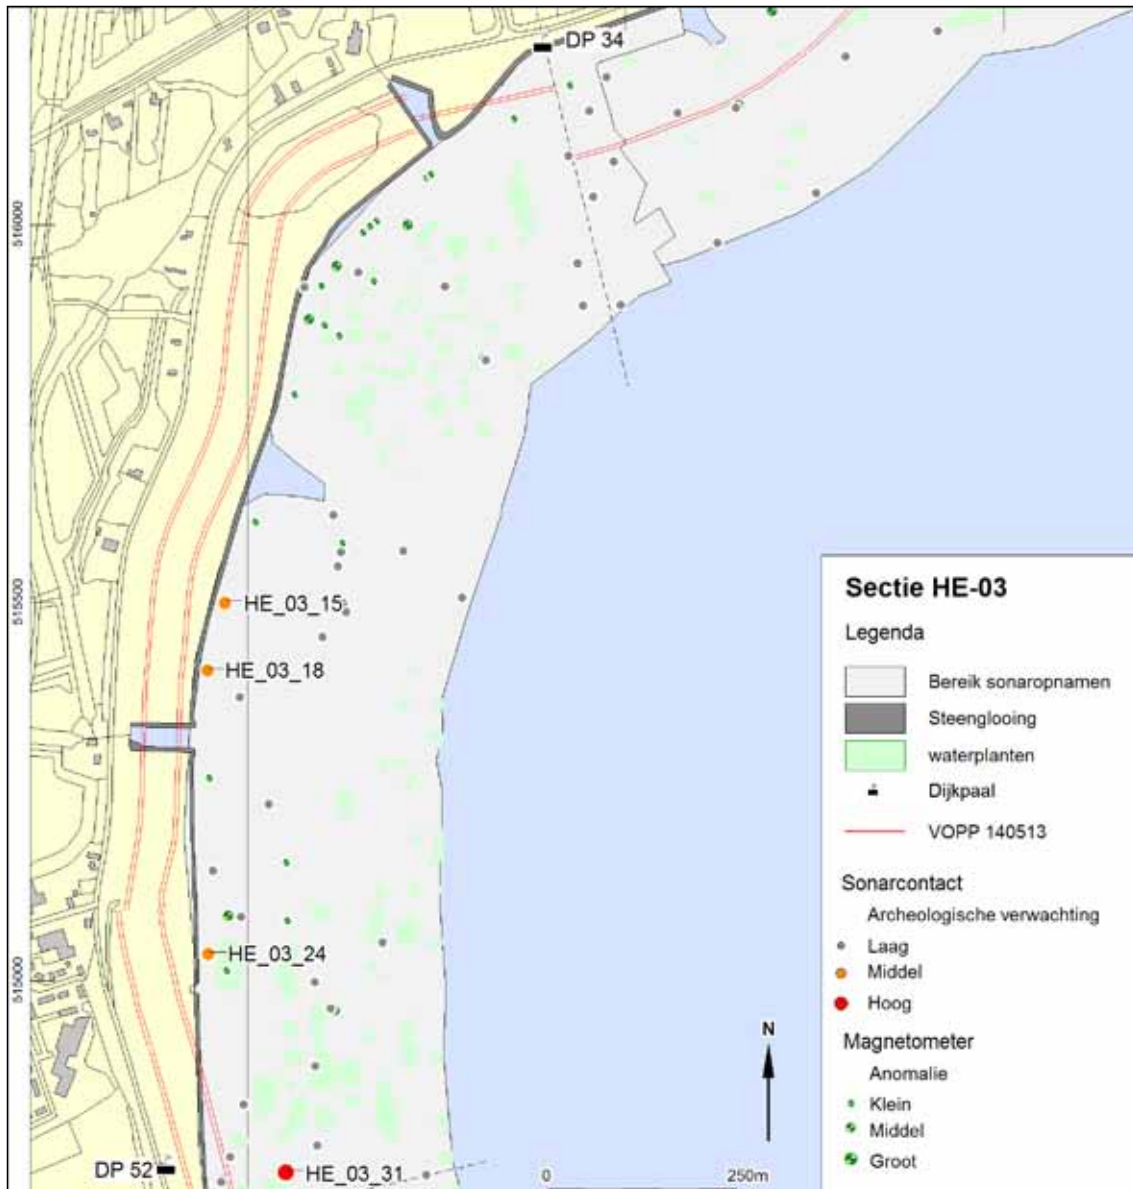 DP 34
516000
515500
HE_03_15
HE_03_18
HE_03_24
515000
DP 52
HE_03_31
Sectie HE-03
Legenda
Bereik sonaropnamen
Steenglooing
waterplanten
Dijkpaal
VOPP 140513
Sonarcontact
Archeologische verwachting
Laag
Middel
Hoog
Magnetometer
Anomalie
Klein
Middel
Groot
N
0 250m